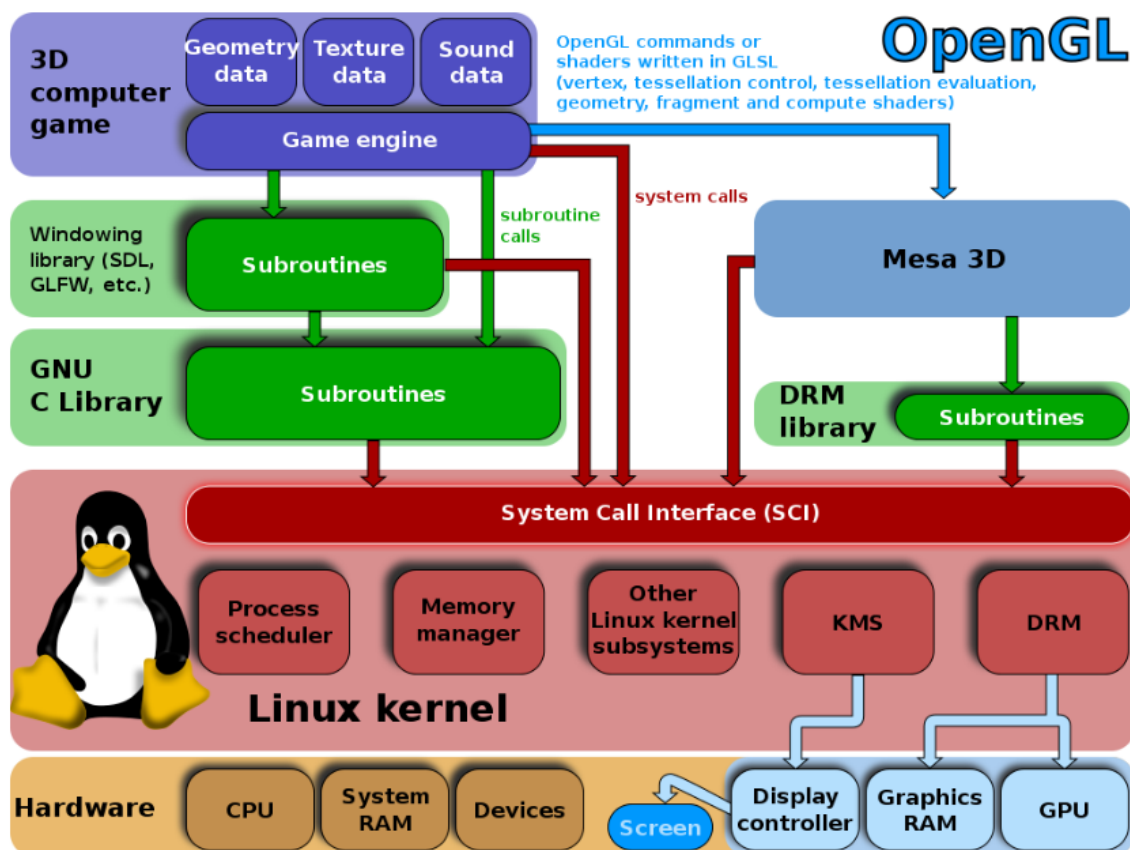 OpenGL
3D
computer
game
Geometry
data
Texture
data
Sound
data
Game engine
OpenGL commands or
shaders written in GLSL
(vertex, tessellation control, tessellation evaluation,
geometry, fragment and compute shaders)
system calls
subroutine
calls
Windowing
library (SDL,
GLFW, etc.)
Subroutines
Mesa 3D
GNU
C Library
Subroutines
DRM
library
Subroutines
System Call Interface (SCI)
Process
scheduler
Memory
manager
Other
Linux kernel
subsystems
KMS
DRM
Linux kernel
Hardware
CPU
System
RAM
Devices
Screen
Display
controller
Graphics
RAM
GPU